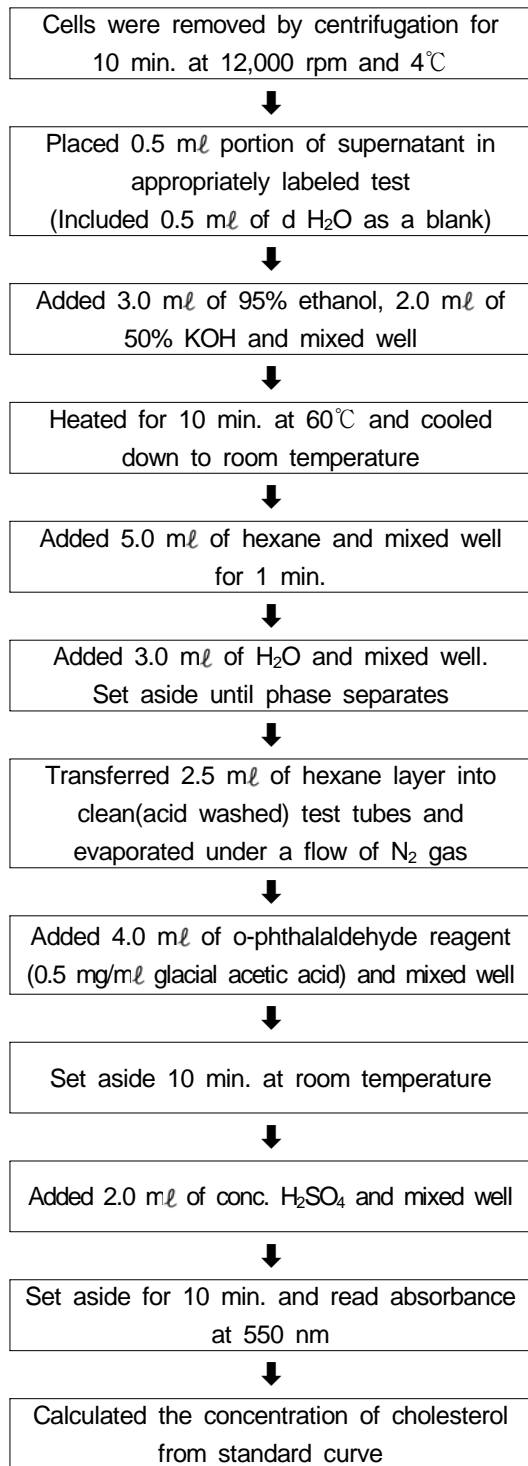 Cells were removed by centrifugation for
10 min. at 12,000 rpm and 4℃
Placed 0.5 mℓ portion of supernatant in
appropriately labeled test
(Included 0.5 mℓ of d H₂O as a blank)
Added 3.0 mℓ of 95% ethanol, 2.0 mℓ of
50% KOH and mixed well
Heated for 10 min. at 60℃ and cooled
down to room temperature
Added 5.0 mℓ of hexane and mixed well
for 1 min.
Added 3.0 mℓ of H₂O and mixed well.
Set aside until phase separates
Transferred 2.5 mℓ of hexane layer into
clean(acid washed) test tubes and
evaporated under a flow of N₂ gas
Added 4.0 mℓ of o-phthalaldehyde reagent
(0.5 mg/mℓ glacial acetic acid) and mixed well
Set aside 10 min. at room temperature
Added 2.0 mℓ of conc. H₂SO₄ and mixed well
Set aside for 10 min. and read absorbance
at 550 nm
Calculated the concentration of cholesterol
from standard curve